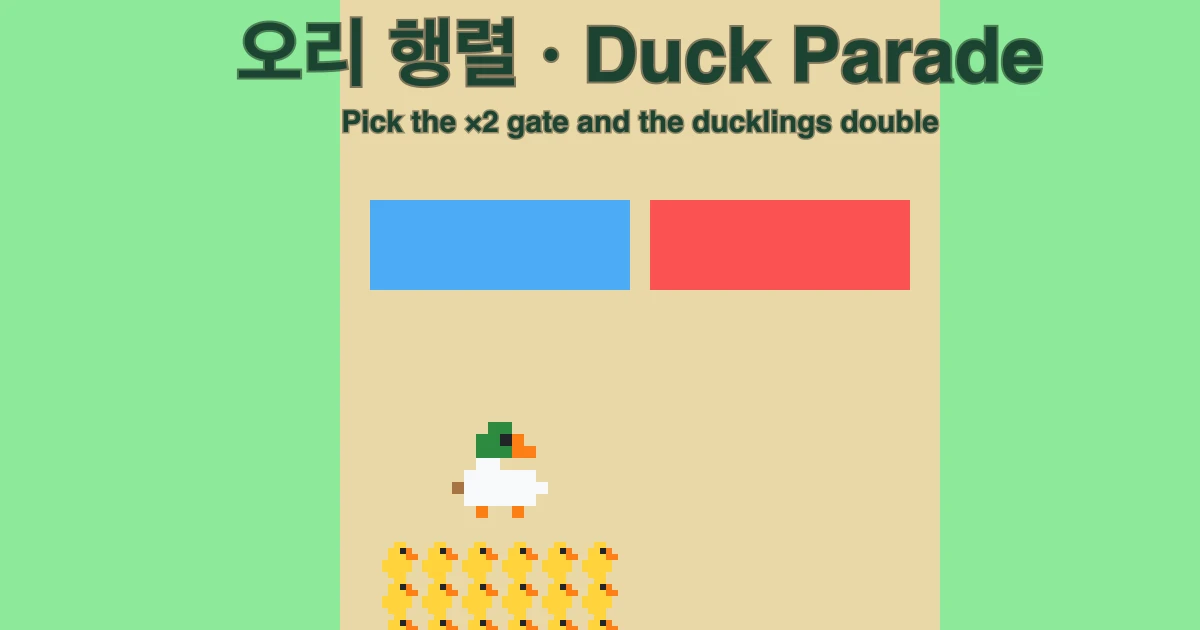 오리 행렬 · Duck Parade
Pick the ×2 gate and the ducklings double